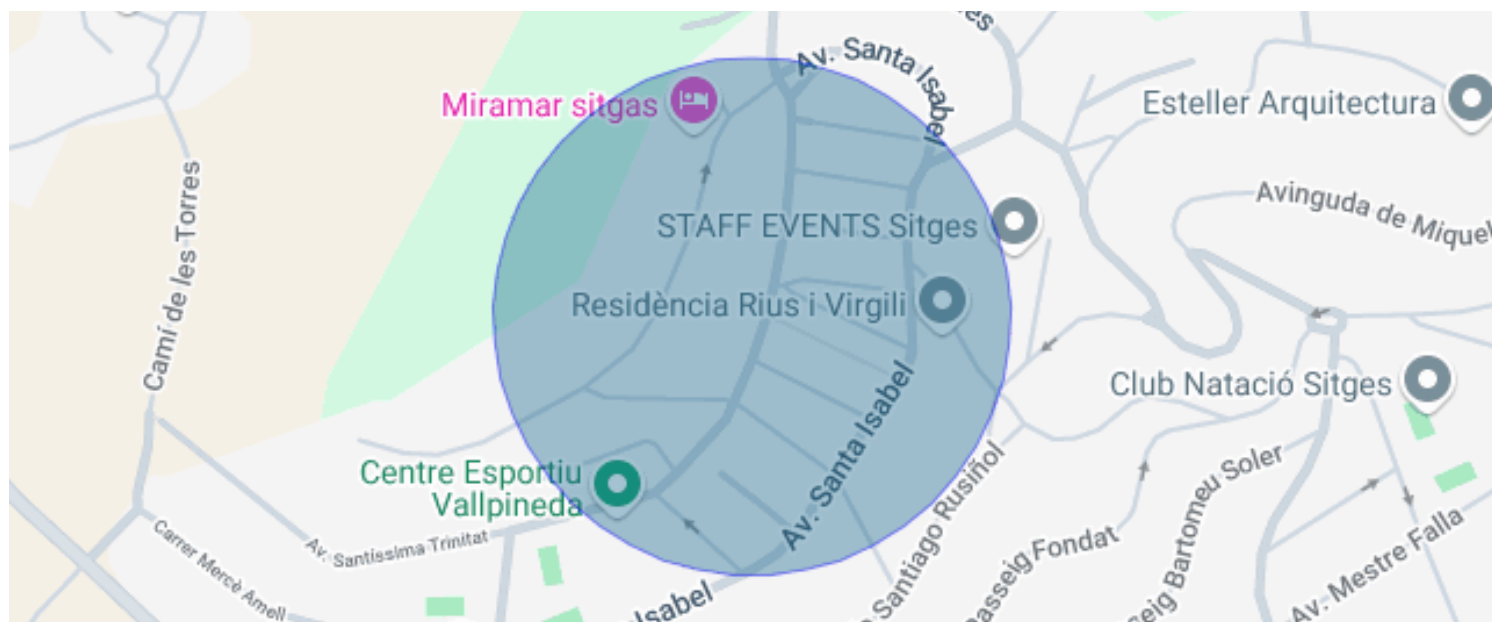 es
Av. Santa Isabel
Miramar sitgas
Esteller Arquitectura
Camí de les Torres
Avinguda de Miquel
STAFF EVENTS Sitges
Residència Rius i Virgili
Club Natació Sitges
Av. Santa Isabel
Centre Esportiu
Vallpineda
Santiago Rusiñol
Passeig Fondat
seig Bartomeu Soler
Av. Mestre Falla
Av. Santíssima Trinitat
Carrer Mercè Amell
Isabel